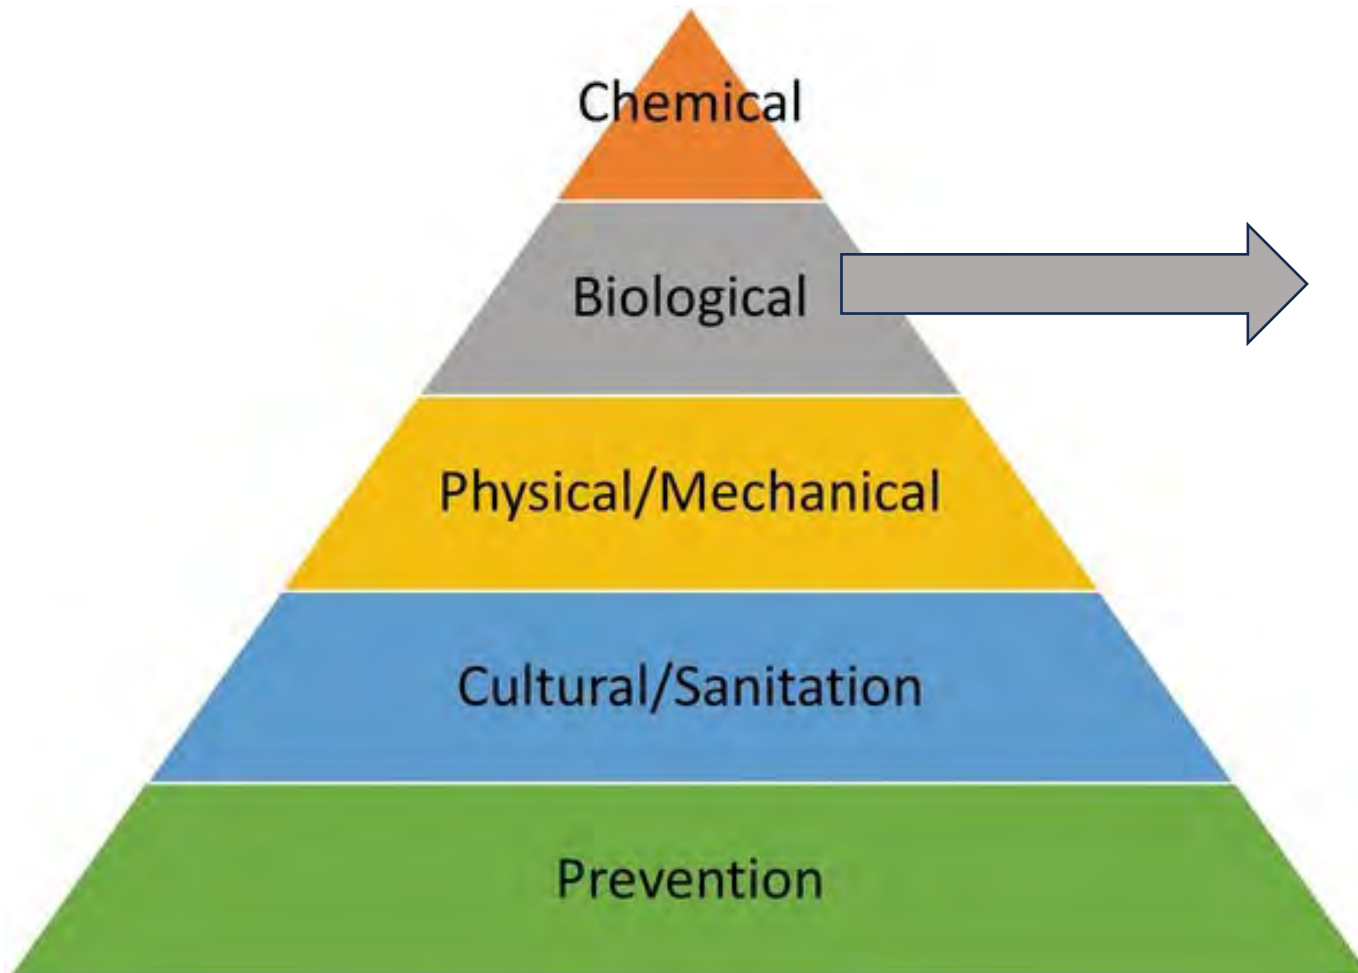 Chemical
Biological
Physical/Mechanical
Cultural/Sanitation
Prevention